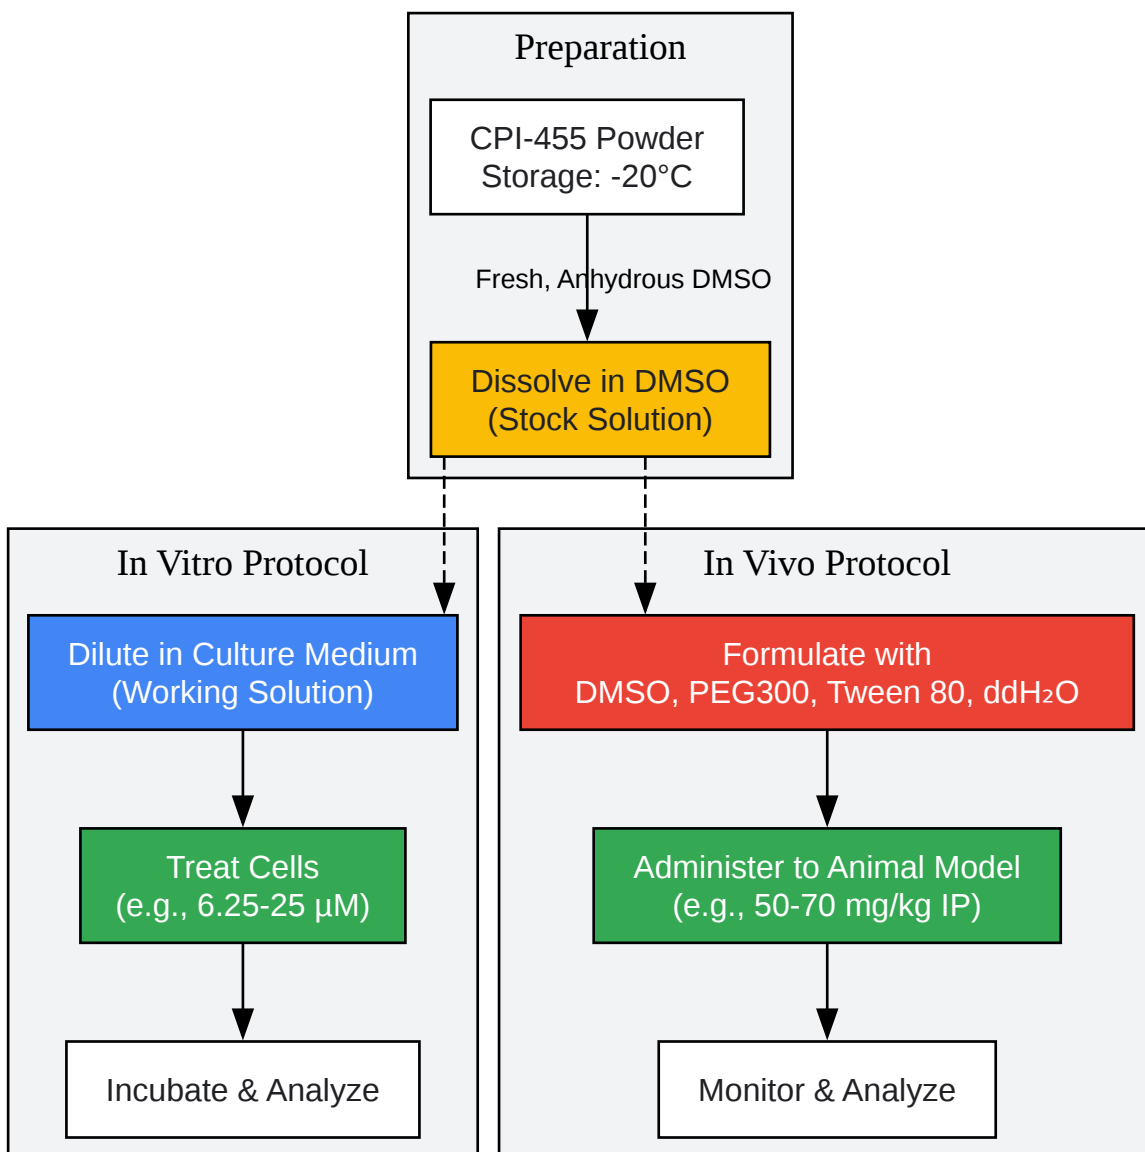 Preparation
CPI-455 Powder
Storage: -20°C
Fresh, Anhydrous DMSO
Dissolve in DMSO
(Stock Solution)
In Vitro Protocol
Dilute in Culture Medium
(Working Solution)
Treat Cells
(e.g., 6.25-25 µM)
Incubate & Analyze
In Vivo Protocol
Formulate with
DMSO, PEG300, Tween 80, ddH₂O
Administer to Animal Model
(e.g., 50-70 mg/kg IP)
Monitor & Analyze